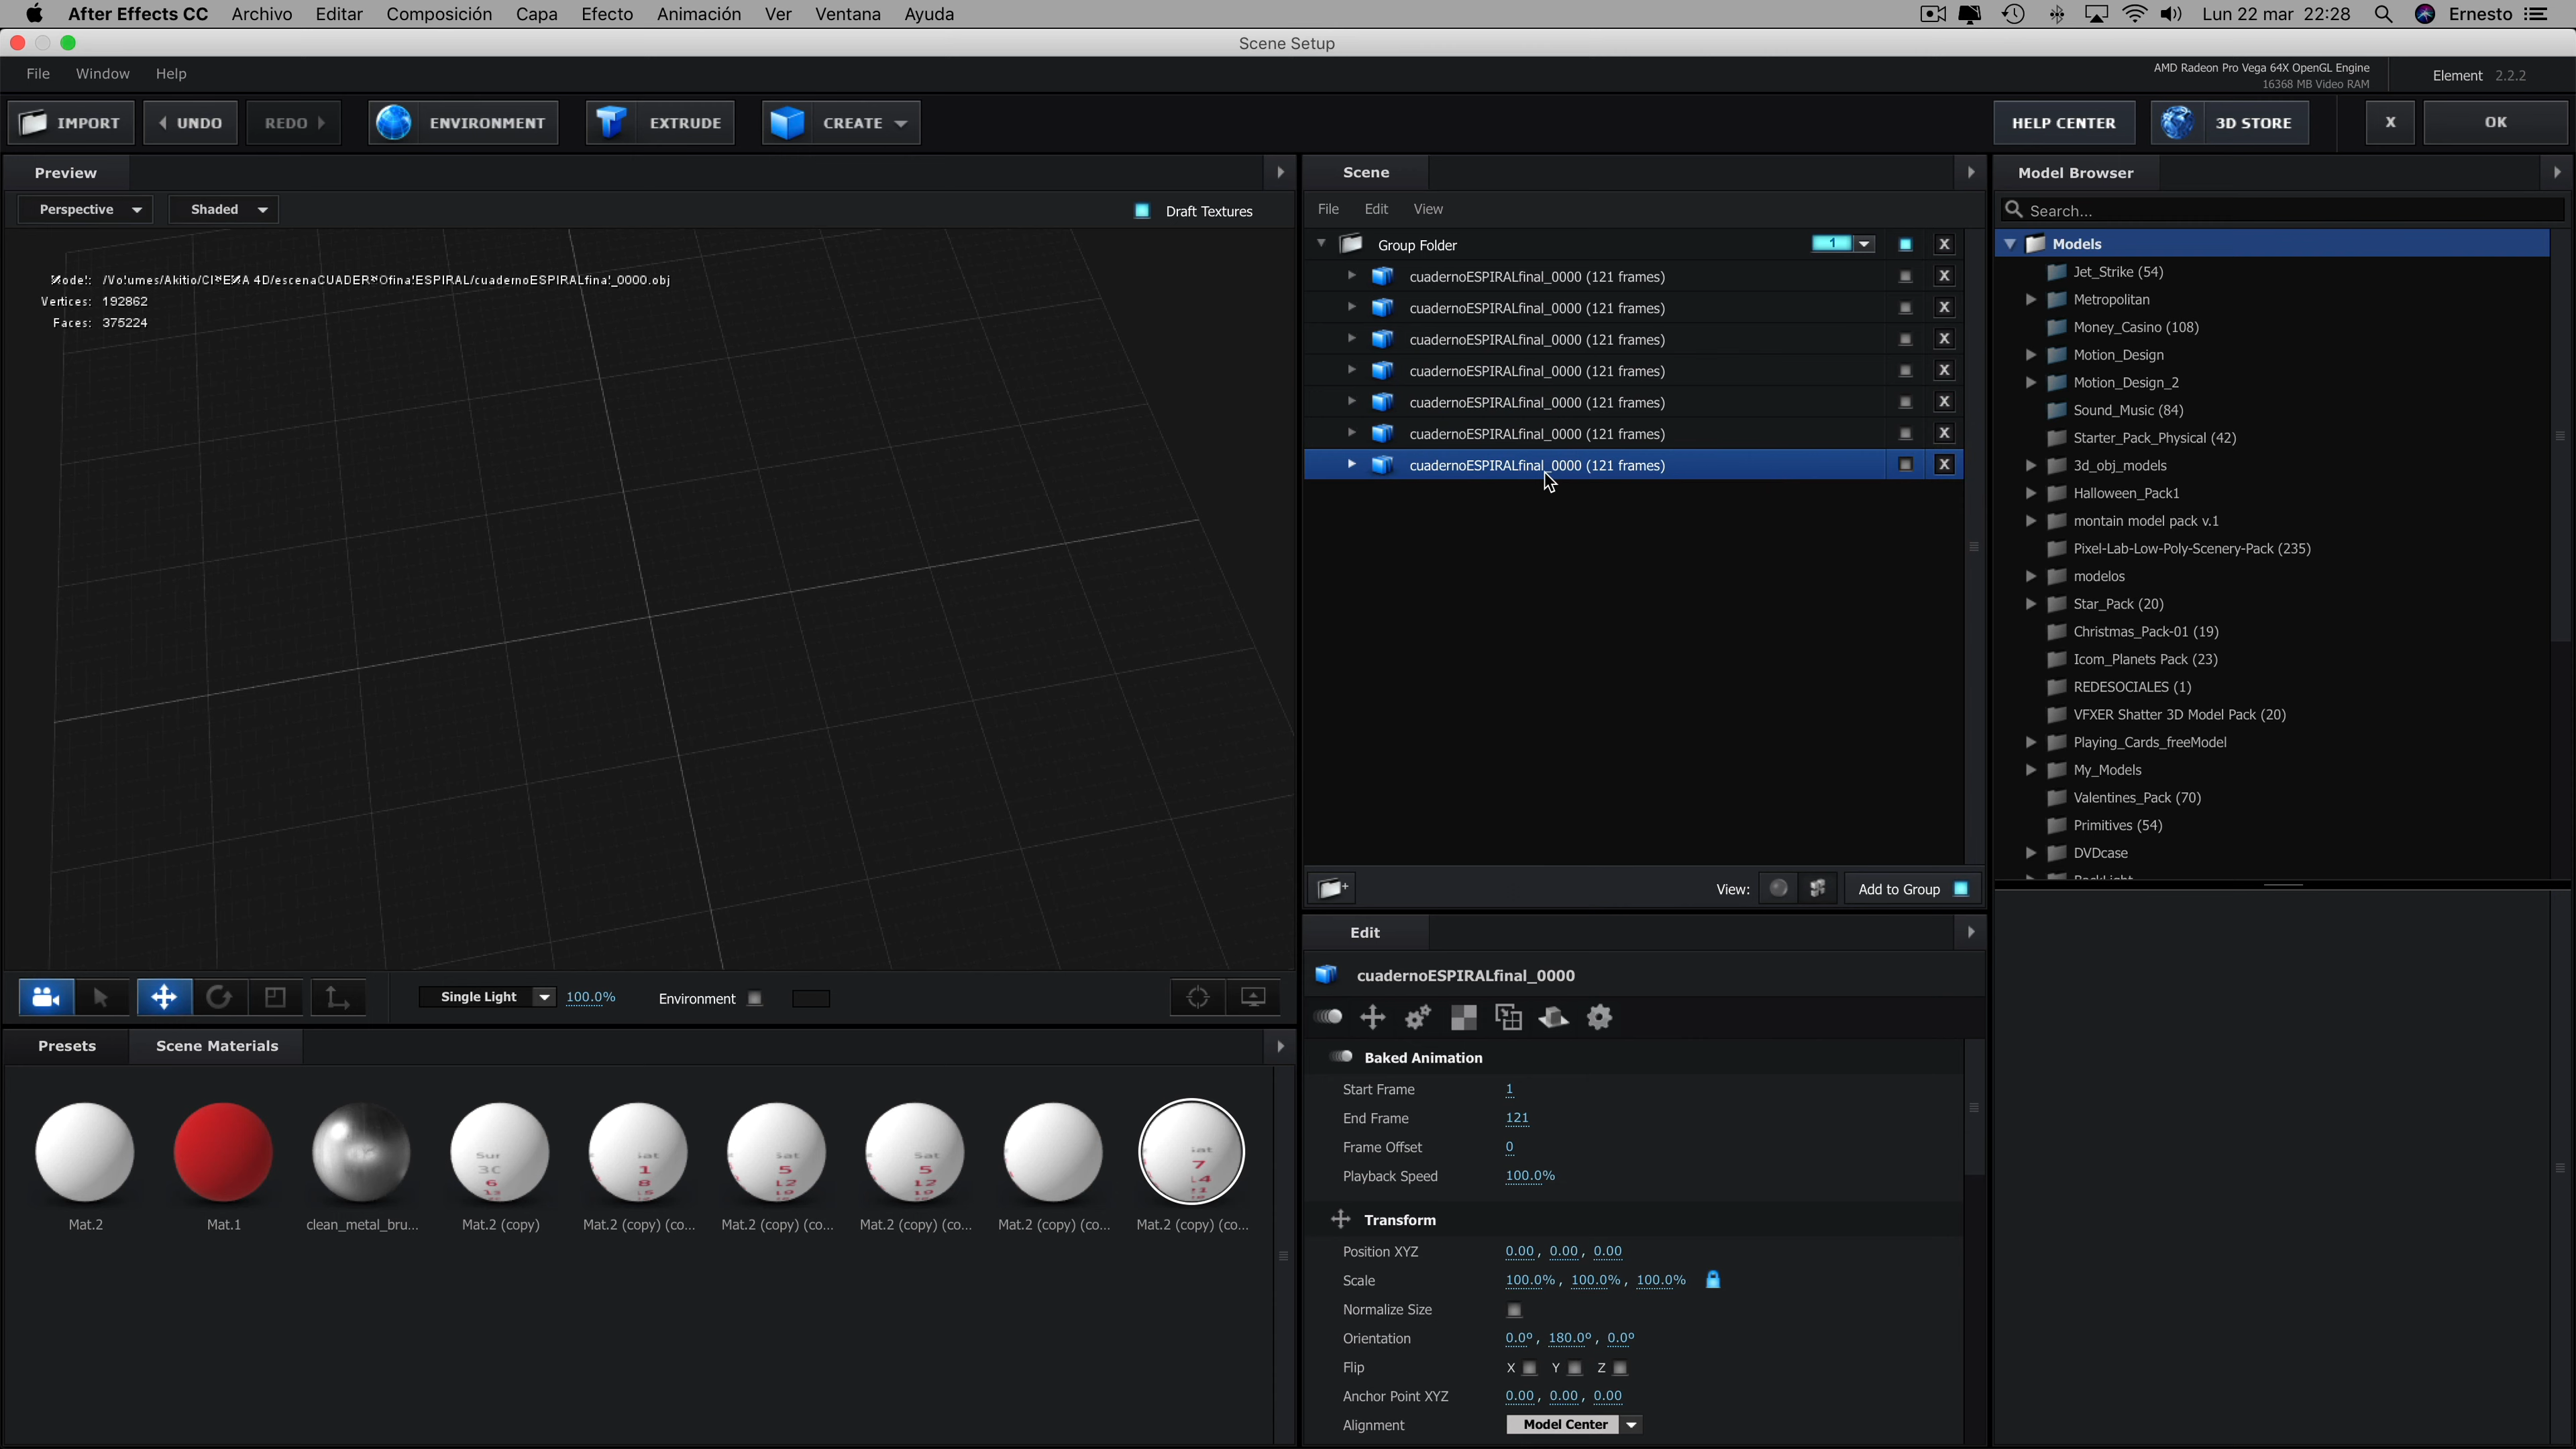 After Effects CC Archivo Editar Composición Capa Efecto Animación Ver Ventana Ayuda Lun 22 mar 22:28 Ernesto
Scene Setup
File Window Help
AMD Radeon Pro Vega 64X OpenGL Engine
16368 MB Video RAM
Element 2.2.2
IMPORT UNDO REDO ENVIRONMENT EXTRUDE CREATE HELP CENTER 3D STORE X OK
Preview
Perspective Shaded Draft Textures
Model: /Volumes/Akitio/CINEMA 4D/escenaCUADERNOfinalESPIRAL/cuadernoESPIRALfinal_0000.obj
Vertices: 192862
Faces: 375224
Single Light 100.0% Environment
Presets Scene Materials
Mat.2
Mat.1
clean_metal_bru...
Mat.2 (copy)
Mat.2 (copy) (co...
Mat.2 (copy) (co...
Mat.2 (copy) (co...
Mat.2 (copy) (co...
Mat.2 (copy) (co...
Scene
File Edit View
Group Folder 1 X
cuadernoESPIRALfinal_0000 (121 frames) X
cuadernoESPIRALfinal_0000 (121 frames) X
cuadernoESPIRALfinal_0000 (121 frames) X
cuadernoESPIRALfinal_0000 (121 frames) X
cuadernoESPIRALfinal_0000 (121 frames) X
cuadernoESPIRALfinal_0000 (121 frames) X
cuadernoESPIRALfinal_0000 (121 frames) X
View: Add to Group
Edit
cuadernoESPIRALfinal_0000
Baked Animation
Start Frame 1
End Frame 121
Frame Offset 0
Playback Speed 100.0%
Transform
Position XYZ 0.00, 0.00, 0.00
Scale 100.0%, 100.0%, 100.0%
Normalize Size
Orientation 0.0º, 180.0º, 0.0º
Flip X Y Z
Anchor Point XYZ 0.00, 0.00, 0.00
Alignment Model Center
Model Browser
Search...
Models
Jet_Strike (54)
Metropolitan
Money_Casino (108)
Motion_Design
Motion_Design_2
Sound_Music (84)
Starter_Pack_Physical (42)
3d_obj_models
Halloween_Pack1
montain model pack v.1
Pixel-Lab-Low-Poly-Scenery-Pack (235)
modelos
Star_Pack (20)
Christmas_Pack-01 (19)
Icom_Planets Pack (23)
REDESOCIALES (1)
VFXER Shatter 3D Model Pack (20)
Playing_Cards_freeModel
My_Models
Valentines_Pack (70)
Primitives (54)
DVDcase